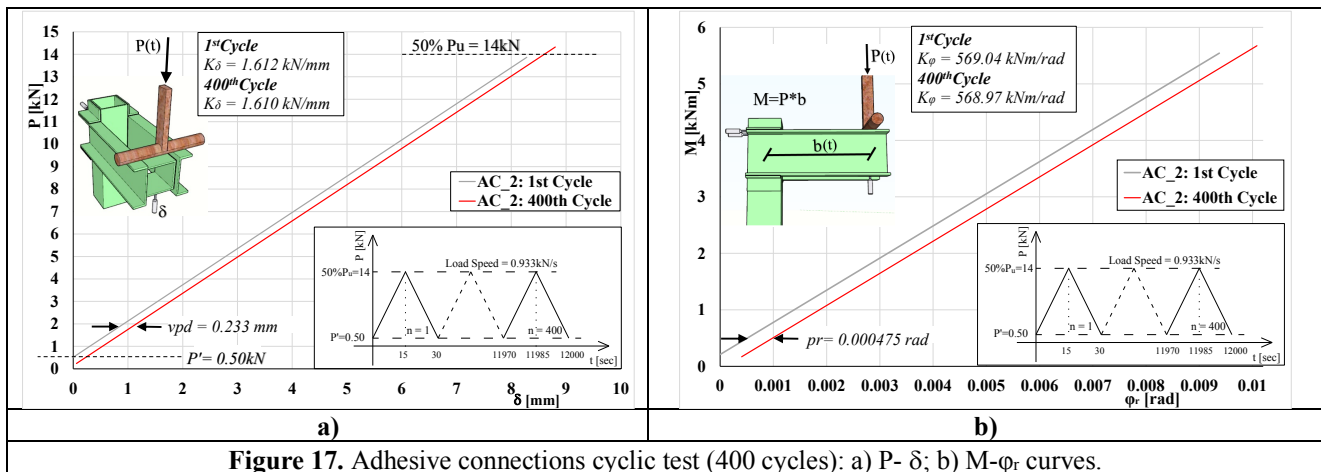 15
14
13
12
11
10
9
8
7
6
5
4
3
2
1
0
P [kN]
P(t)
1stCycle
Kδ = 1.612 kN/mm
400thCycle
Kδ = 1.610 kN/mm
50% Pu = 14kN
δ
AC_2: 1st Cycle
AC_2: 400th Cycle
P [kN]
Load Speed = 0.933kN/s
50%Pu=14
P'=0.50
n = 1
n = 400
15 30 11970 11985 12000
t [sec]
vpd = 0.233 mm
P'= 0.50kN
0 1 2 3 4 5 6 7 8 9 10
δ [mm]
a)
6
5
4
3
2
1
0
M [kNm]
P(t)
M=P*b
b(t)
1stCycle
Kφ = 569.04 kNm/rad
400thCycle
Kφ = 568.97 kNm/rad
AC_2: 1st Cycle
AC_2: 400th Cycle
P [kN]
Load Speed = 0.933kN/s
50%Pu=14
P'=0.50
n = 1
n = 400
15 30 11970 11985 12000
t [sec]
pr= 0.000475 rad
0 0.001 0.002 0.003 0.004 0.005 0.006 0.007 0.008 0.009 0.01
φr [rad]
b)
Figure 17. Adhesive connections cyclic test (400 cycles): a) P- δ; b) M-φr curves.